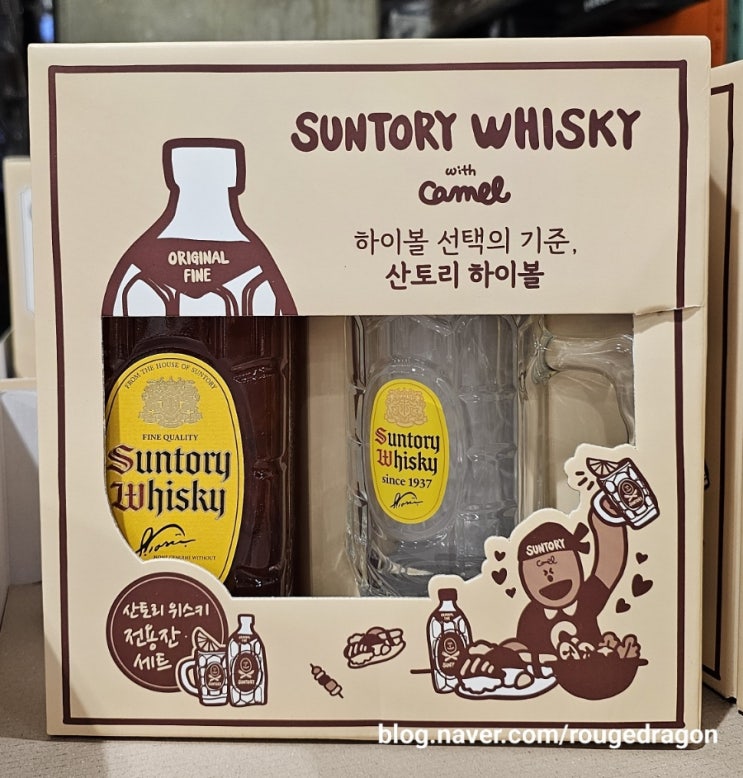 SUNTORY WHISKY
with
Camel
하이볼 선택의 기준,
산토리 하이볼
ORIGINAL
FINE
FROM THE HOUSE OF SUNTORY
FINE QUALITY
Suntory
Whisky
Suntory
Whisky
since 1937
SUNTORY
Camel
산토리 위스키
전용잔
세트
SUNTORY
blog.naver.com/rougedragon